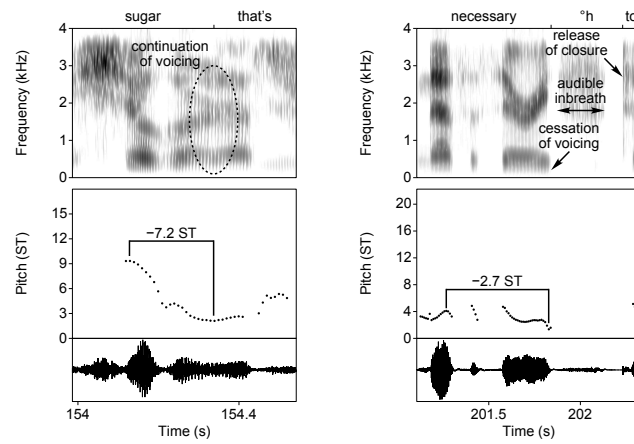 sugar that's
Frequency (kHz)
4
3
2
1
0
continuation
of voicing
Pitch (ST)
15
12
9
6
3
0
−7.2 ST
154 154.4
Time (s)
necessary °h to
Frequency (kHz)
4
3
2
1
0
release
of closure
audible
inbreath
cessation
of voicing
Pitch (ST)
16
12
8
4
0
−2.7 ST
201.5 202
Time (s)